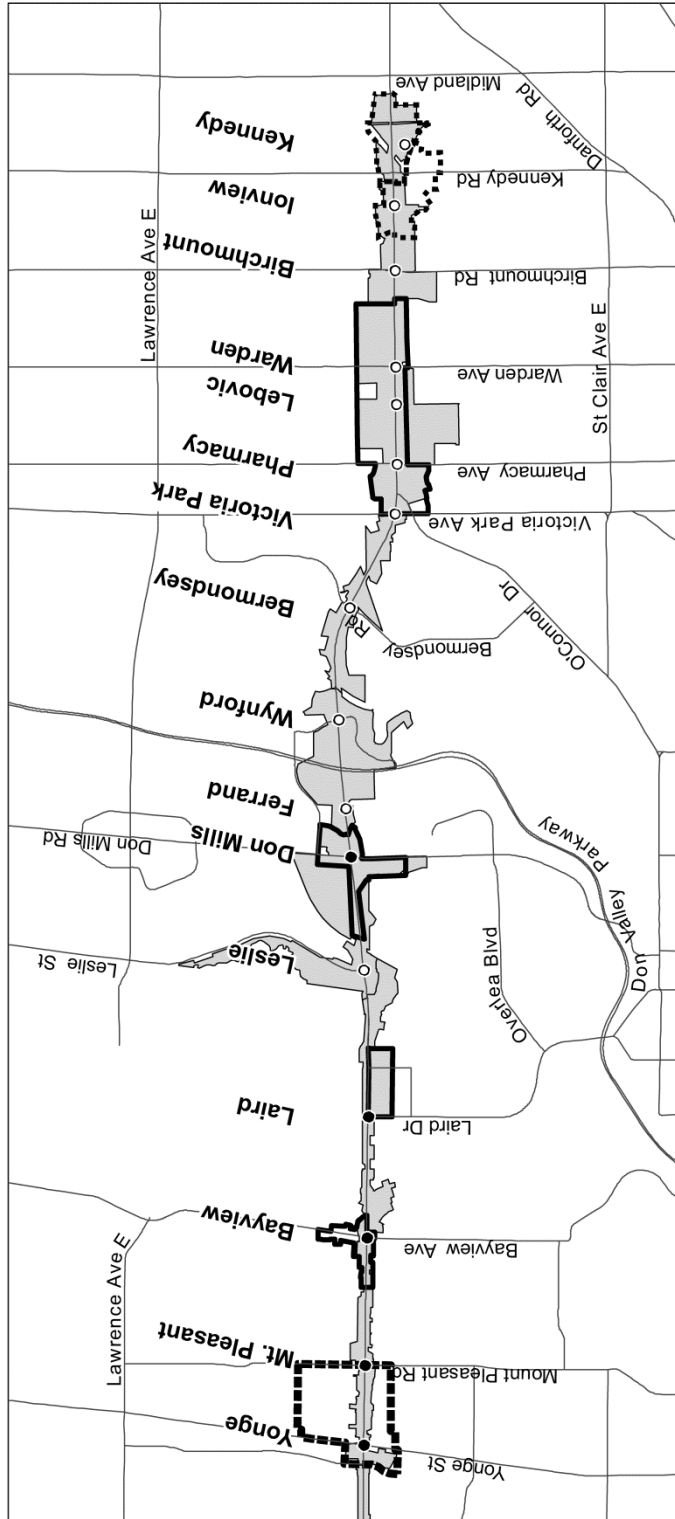 Midland Ave
Danforth Rd
Kennedy
Kennedy Rd
Ionview
Birchmount
Birchmount Rd
Lawrence Ave E
St Clair Ave E
Warden
Warden Ave
Lebovic
Pharmacy
Pharmacy Ave
Victoria Park
Victoria Park Ave
Bermondsey
Bermondsey
Rd
O'Connor Dr
Wynford
Ferrand
Don Mills
Don Mills Rd
Don Valley Parkway
Leslie
Leslie St
Overlea Blvd
Laird
Laird Dr
Bayview
Bayview Ave
Lawrence Ave E
Mt. Pleasant
Mount Pleasant Rd
Yonge
Yonge St